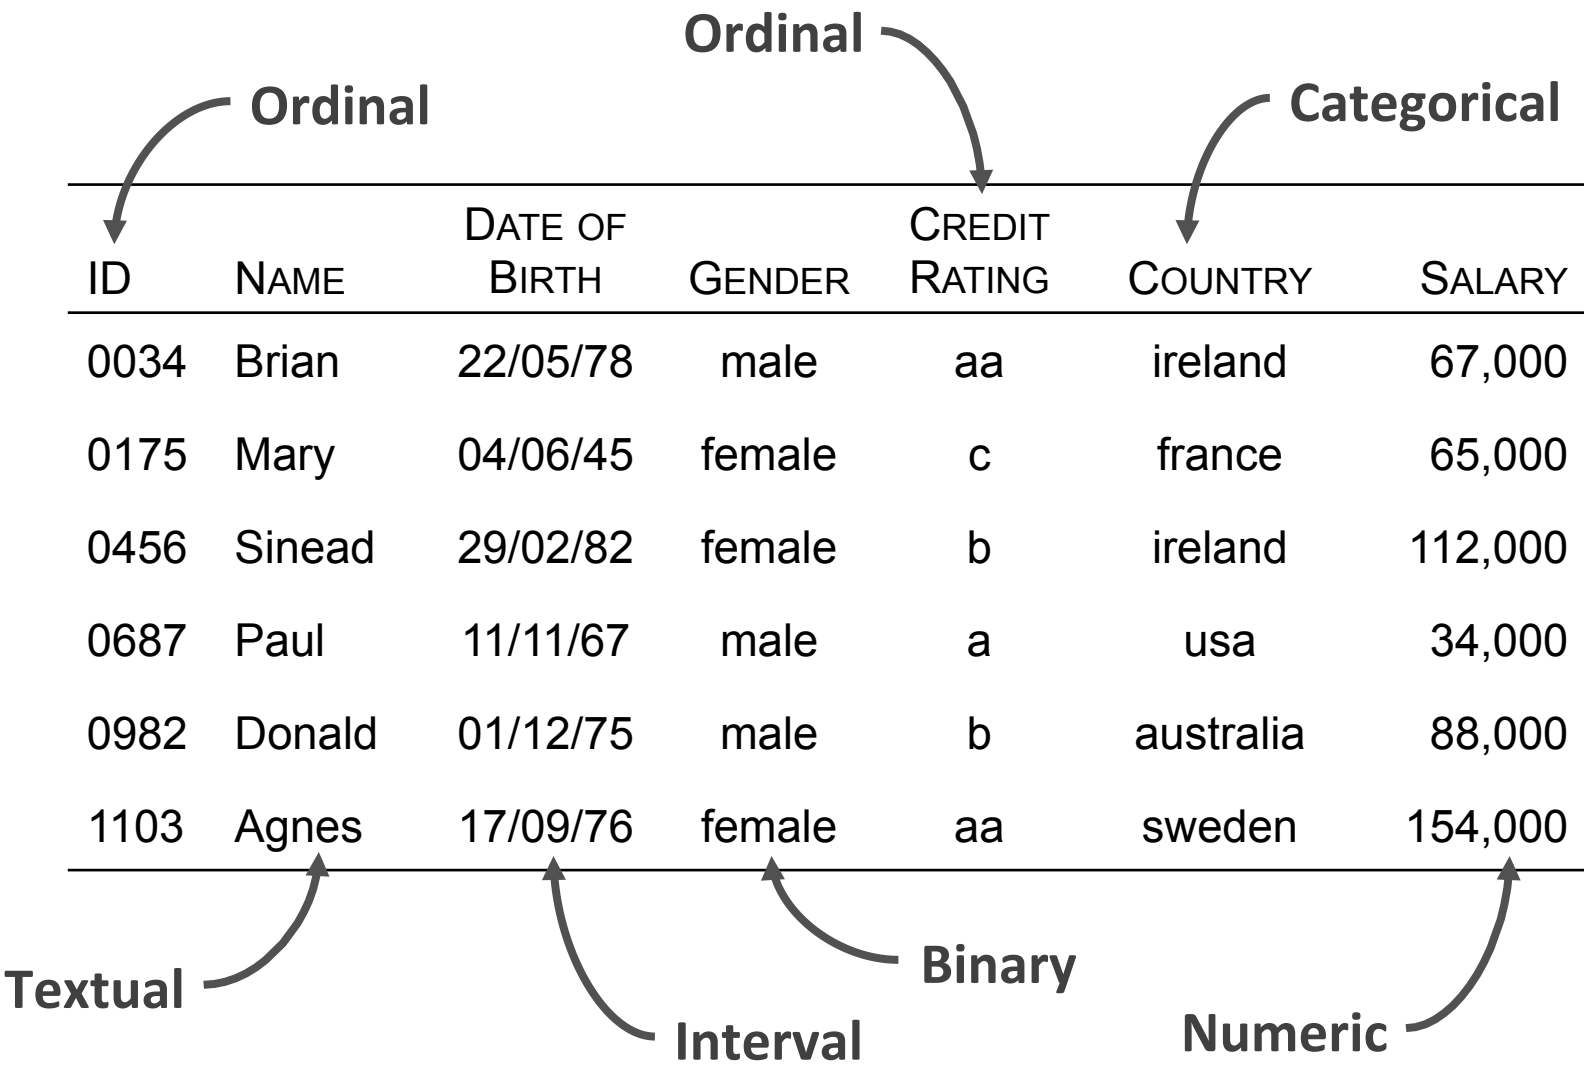 Ordinal
Ordinal
Categorical
ID NAME DATE OF BIRTH GENDER CREDIT RATING COUNTRY SALARY
0034 Brian 22/05/78 male aa ireland 67,000
0175 Mary 04/06/45 female c france 65,000
0456 Sinead 29/02/82 female b ireland 112,000
0687 Paul 11/11/67 male a usa 34,000
0982 Donald 01/12/75 male b australia 88,000
1103 Agnes 17/09/76 female aa sweden 154,000
Textual
Interval
Binary
Numeric